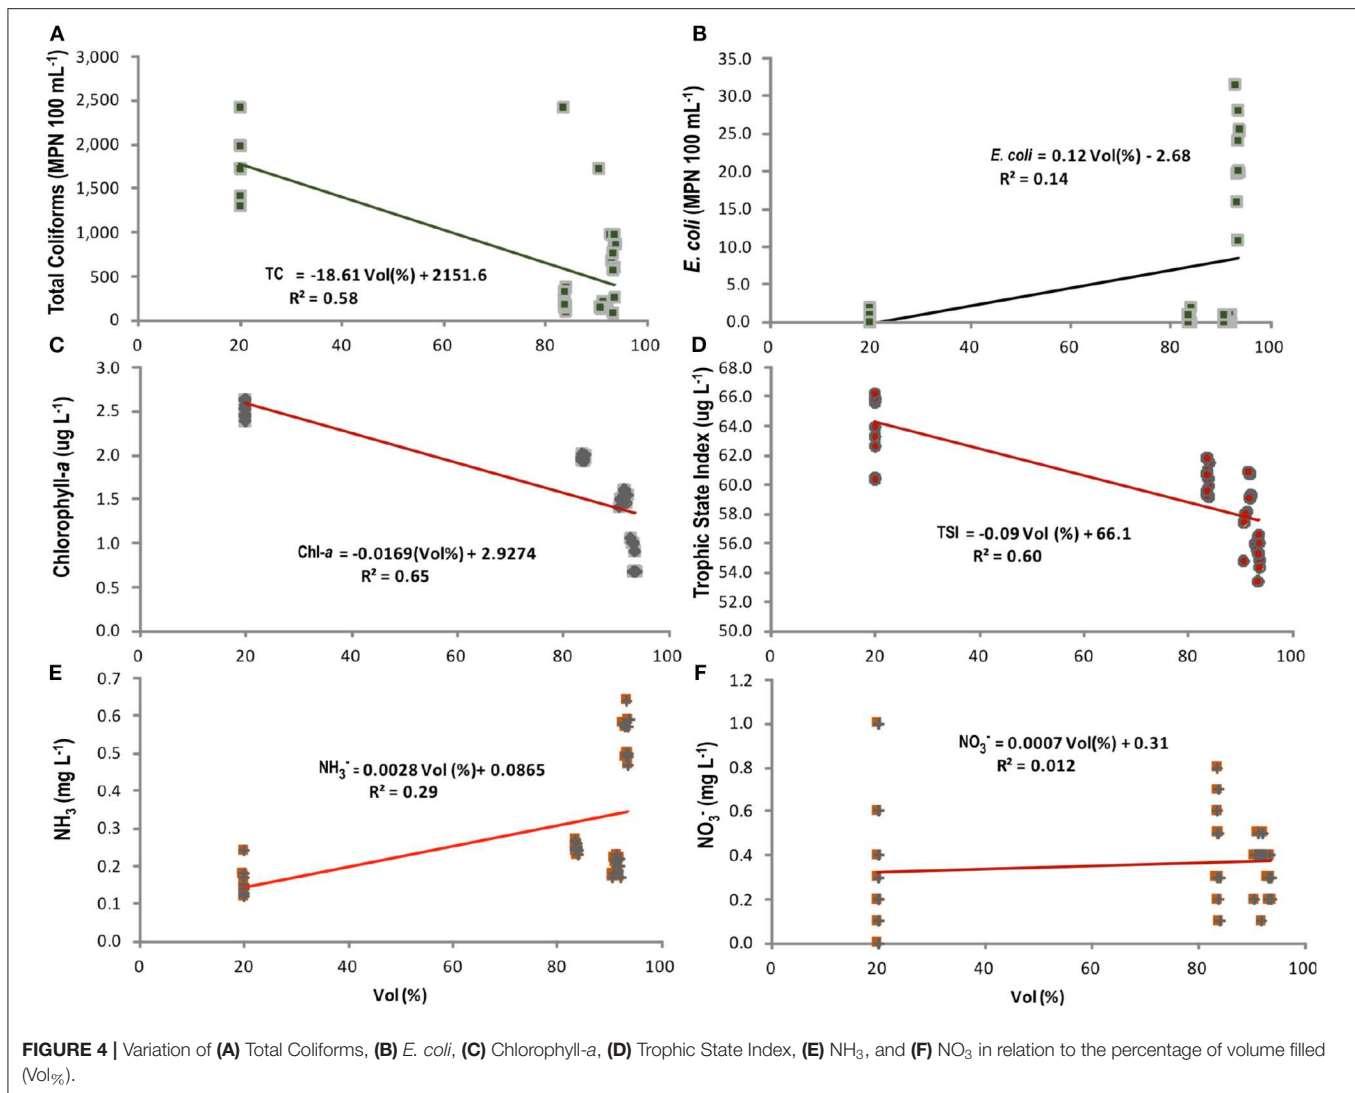 A
Total Coliforms (MPN 100 mL⁻¹)
3,000
2,500
2,000
1,500
1,000
500
0
0 20 40 60 80 100
TC = -18.61 Vol(%) + 2151.6
R² = 0.58
B
E. coli (MPN 100 mL⁻¹)
35.0
30.0
25.0
20.0
15.0
10.0
5.0
0.0
0 20 40 60 80 100
E. coli = 0.12 Vol(%) - 2.68
R² = 0.14
C
Chlorophyll-a (ug L⁻¹)
3.0
2.5
2.0
1.5
1.0
0.5
0.0
0 20 40 60 80 100
Chl-a = -0.0169(Vol%) + 2.9274
R² = 0.65
D
Trophic State Index (ug L⁻¹)
68.0
66.0
64.0
62.0
60.0
58.0
56.0
54.0
52.0
50.0
0 20 40 60 80 100
TSI = -0.09 Vol (%) + 66.1
R² = 0.60
E
NH₃ (mg L⁻¹)
0.7
0.6
0.5
0.4
0.3
0.2
0.1
0.0
0 20 40 60 80 100
NH₃⁻ = 0.0028 Vol (%)+ 0.0865
R² = 0.29
Vol (%)
F
NO₃⁻ (mg L⁻¹)
1.2
1.0
0.8
0.6
0.4
0.2
0.0
0 20 40 60 80 100
NO₃⁻ = 0.0007 Vol(%) + 0.31
R² = 0.012
Vol (%)
FIGURE 4 | Variation of (A) Total Coliforms, (B) E. coli, (C) Chlorophyll-a, (D) Trophic State Index, (E) NH₃, and (F) NO₃ in relation to the percentage of volume filled
(Vol%).